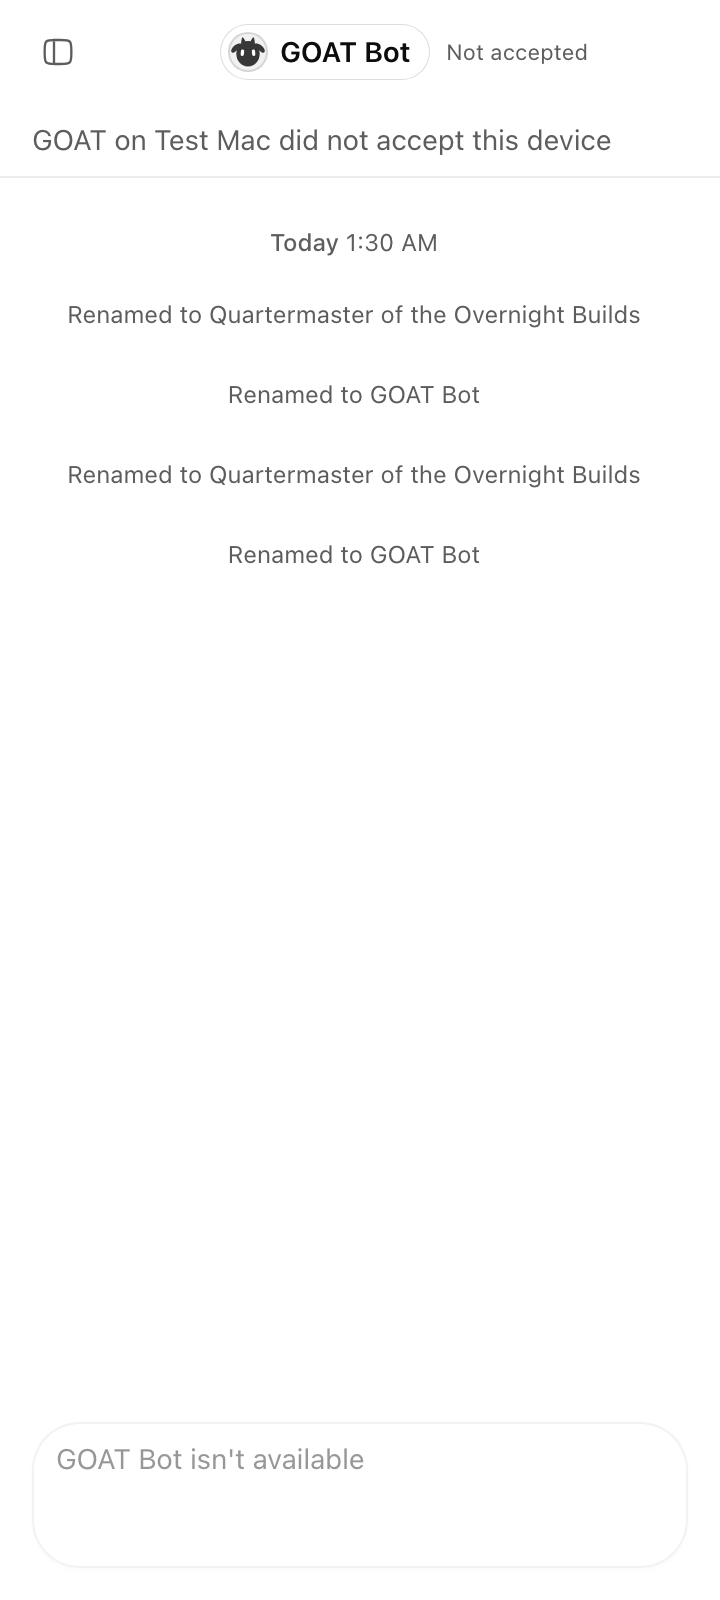 GOAT Bot Not accepted
GOAT on Test Mac did not accept this device
Today 1:30 AM
Renamed to Quartermaster of the Overnight Builds
Renamed to GOAT Bot
Renamed to Quartermaster of the Overnight Builds
Renamed to GOAT Bot
GOAT Bot isn't available